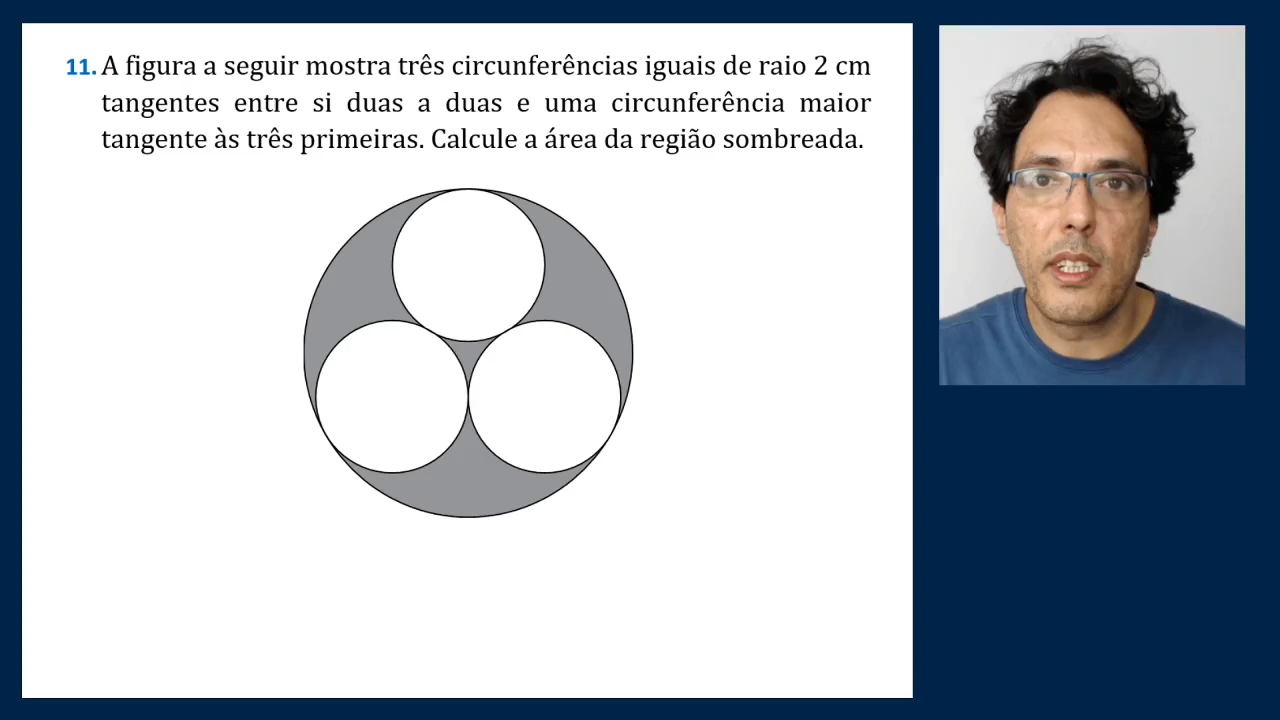 11. A figura a seguir mostra três circunferências iguais de raio 2 cm
tangentes entre si duas a duas e uma circunferência maior
tangente às três primeiras. Calcule a área da região sombreada.